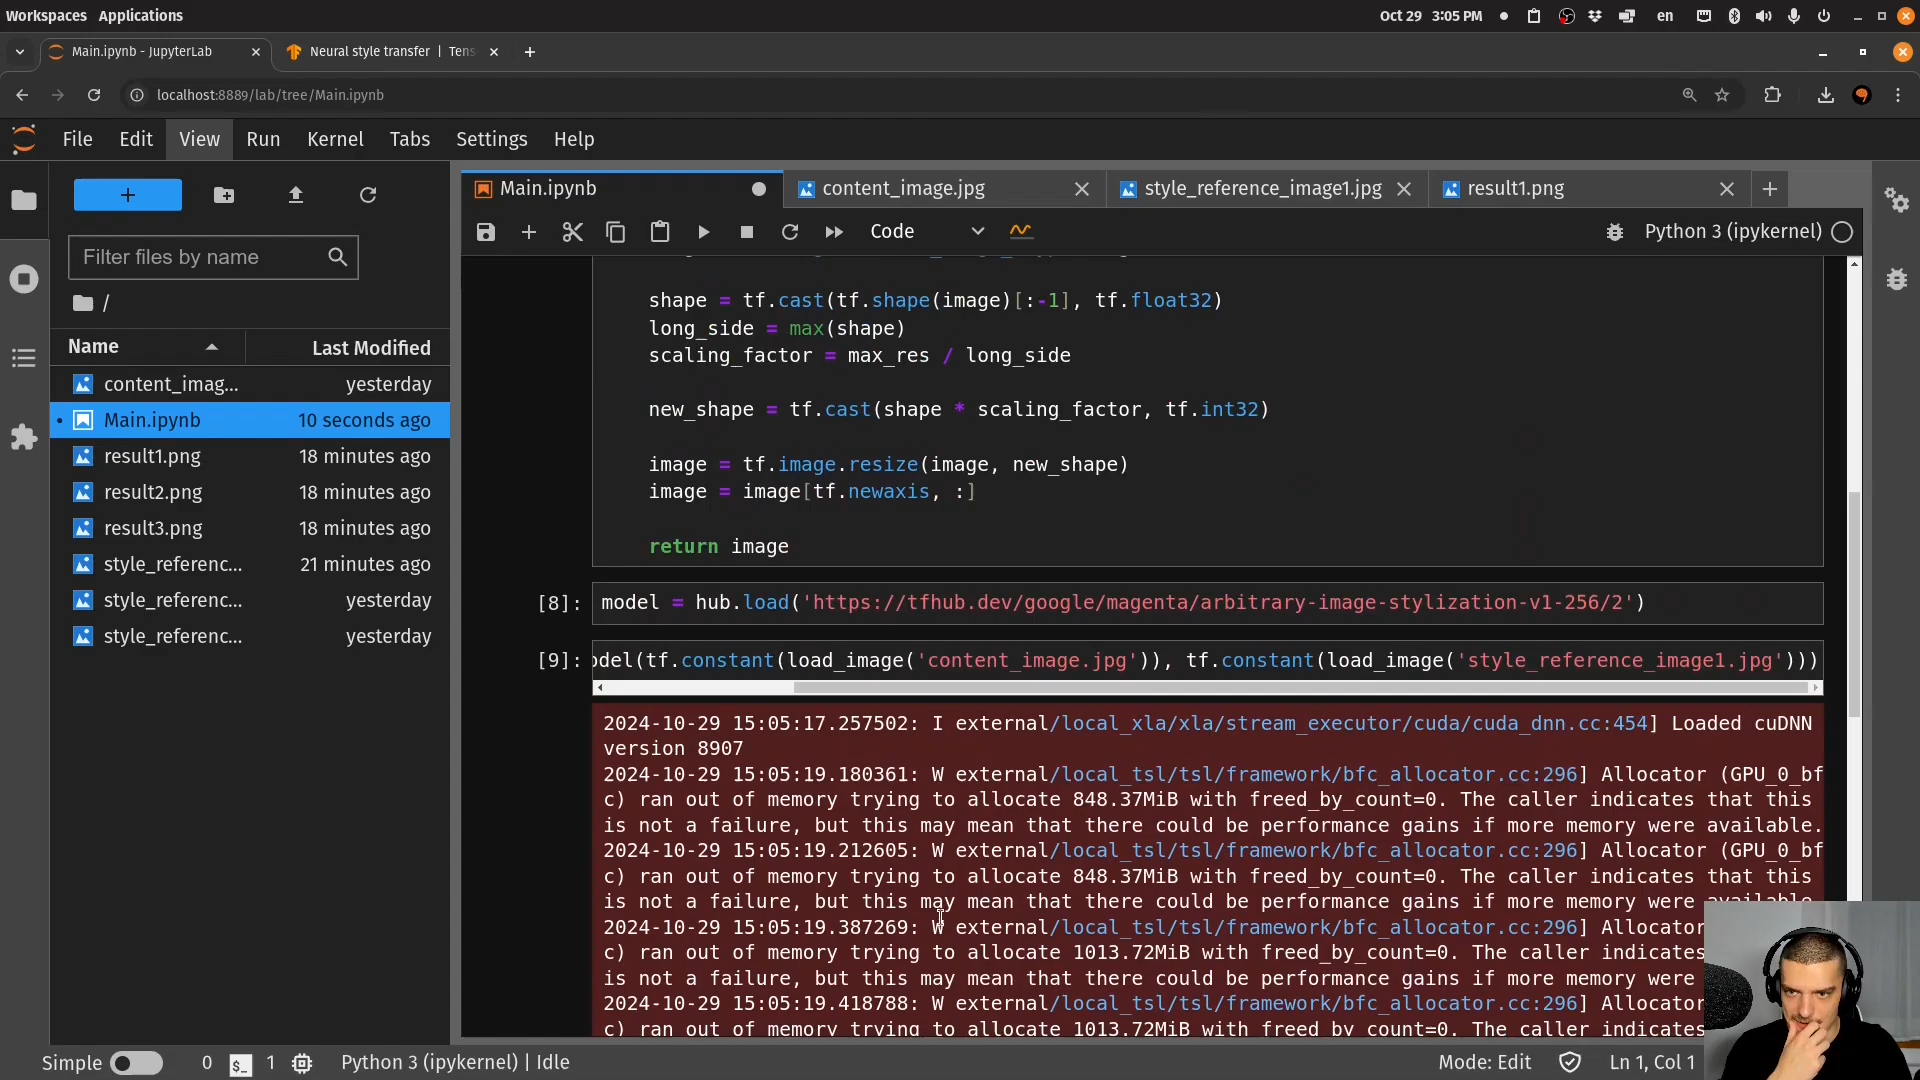 Workspaces Applications
Oct 29 3:05 PM
en
Main.ipynb - JupyterLab
Neural style transfer | Tens
localhost:8889/lab/tree/Main.ipynb
File Edit View Run Kernel Tabs Settings Help
Main.ipynb
content_image.jpg
style_reference_image1.jpg
result1.png
Code
Python 3 (ipykernel)
Filter files by name
/
Name Last Modified
content_imag... yesterday
Main.ipynb 10 seconds ago
result1.png 18 minutes ago
result2.png 18 minutes ago
result3.png 18 minutes ago
style_referenc... 21 minutes ago
style_referenc... yesterday
style_referenc... yesterday
shape = tf.cast(tf.shape(image)[:-1], tf.float32)
long_side = max(shape)
scaling_factor = max_res / long_side
new_shape = tf.cast(shape * scaling_factor, tf.int32)
image = tf.image.resize(image, new_shape)
image = image[tf.newaxis, :]
return image
[8]: model = hub.load('https://tfhub.dev/google/magenta/arbitrary-image-stylization-v1-256/2')
[9]: odel(tf.constant(load_image('content_image.jpg')), tf.constant(load_image('style_reference_image1.jpg')))
2024-10-29 15:05:17.257502: I external/local_xla/xla/stream_executor/cuda/cuda_dnn.cc:454] Loaded cuDNN
version 8907
2024-10-29 15:05:19.180361: W external/local_tsl/tsl/framework/bfc_allocator.cc:296] Allocator (GPU_0_bf
c) ran out of memory trying to allocate 848.37MiB with freed_by_count=0. The caller indicates that this
is not a failure, but this may mean that there could be performance gains if more memory were available.
2024-10-29 15:05:19.212605: W external/local_tsl/tsl/framework/bfc_allocator.cc:296] Allocator (GPU_0_bf
c) ran out of memory trying to allocate 848.37MiB with freed_by_count=0. The caller indicates that this
is not a failure, but this may mean that there could be performance gains if more memory were available.
2024-10-29 15:05:19.387269: W external/local_tsl/tsl/framework/bfc_allocator.cc:296] Allocator
c) ran out of memory trying to allocate 1013.72MiB with freed_by_count=0. The caller indicates
is not a failure, but this may mean that there could be performance gains if more memory were
2024-10-29 15:05:19.418788: W external/local_tsl/tsl/framework/bfc_allocator.cc:296] Allocator
c) ran out of memory trying to allocate 1013.72MiB with freed_by_count=0. The caller indicates
Simple 0 $_ 1 Python 3 (ipykernel) | Idle
Mode: Edit Ln 1, Col 1